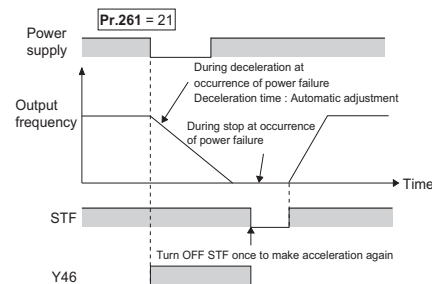 Pr.261 = 21
Power
supply
During deceleration at
occurrence of power failure
Deceleration time : Automatic adjustment
Output
frequency
During stop at occurrence
of power failure
Time
STF
Turn OFF STF once to make acceleration again
Y46